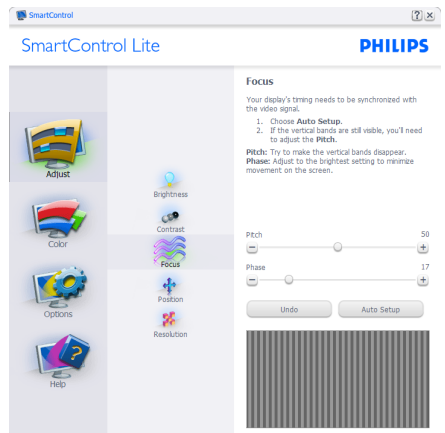 SmartControl
SmartControl Lite
PHILIPS
Adjust
Color
Options
Help
Brightness
Contrast
Focus
Position
Resolution
Focus
Your display's timing needs to be synchronized with
the video signal.
1. Choose Auto Setup.
2. If the vertical bands are still visible, you'll need
to adjust the Pitch.
Pitch: Try to make the vertical bands disappear.
Phase: Adjust to the brightest setting to minimize
movement on the screen.
Pitch 50
Phase 17
Undo Auto Setup